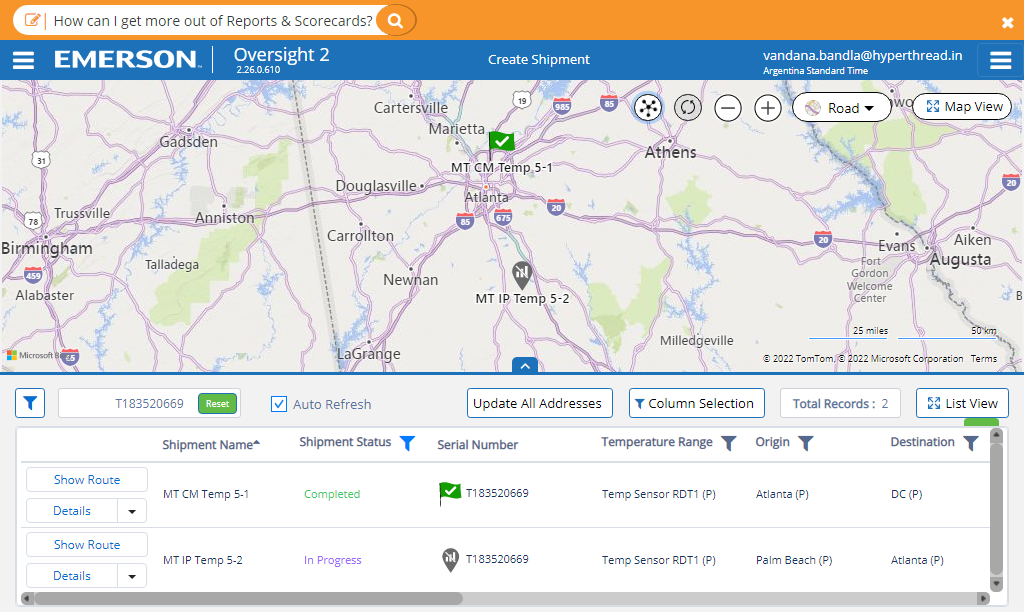 How can I get more out of Reports & Scorecards?
EMERSON
Oversight 2
2.26.0.610
Create Shipment
vandana.bandla@hyperthread.in
Argentina Standard Time
Cartersville
19
985
85
Road
Map View
Marietta
Gadsden
MT CM Temp 5-1
Athens
31
Douglasville
Atlanta
20
20
Trussville
78
Anniston
85
675
20
Carrollton
Birmingham
Evans
Aiken
Augusta
Talladega
Fort
Gordon
Welcome
Center
459
Newnan
Alabaster
MT IP Temp 5-2
25 miles
50 km
Milledgeville
LaGrange
Microsoft
© 2022 TomTom, © 2022 Microsoft Corporation Terms
T183520669
Reset
Auto Refresh
Update All Addresses
Column Selection
Total Records : 2
List View
Shipment Name
Shipment Status
Serial Number
Temperature Range
Origin
Destination
Show Route
Details
MT CM Temp 5-1
Completed
T183520669
Temp Sensor RDT1 (P)
Atlanta (P)
DC (P)
Show Route
Details
MT IP Temp 5-2
In Progress
T183520669
Temp Sensor RDT1 (P)
Palm Beach (P)
Atlanta (P)